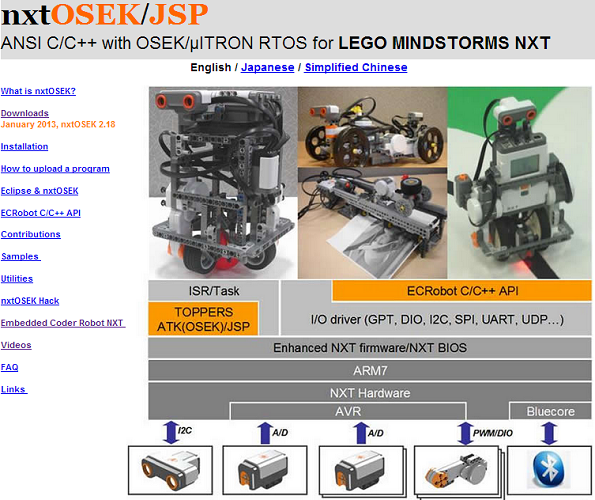 nxtOSEK/JSP
ANSI C/C++ with OSEK/µITRON RTOS for LEGO MINDSTORMS NXT
English / Japanese / Simplified Chinese
What is nxtOSEK?
Downloads
January 2013, nxtOSEK 2.18
Installation
How to upload a program
Eclipse & nxtOSEK
ECRobot C/C++ API
Contributions
Samples
Utilities
nxtOSEK Hack
Embedded Coder Robot NXT
Videos
FAQ
Links
ISR/Task
ECRobot C/C++ API
TOPPERS
ATK(OSEK)/JSP
I/O driver (GPT, DIO, I2C, SPI, UART, UDP…)
Enhanced NXT firmware/NXT BIOS
ARM7
NXT Hardware
AVR
Bluecore
I2C
A/D
A/D
PWM/DIO